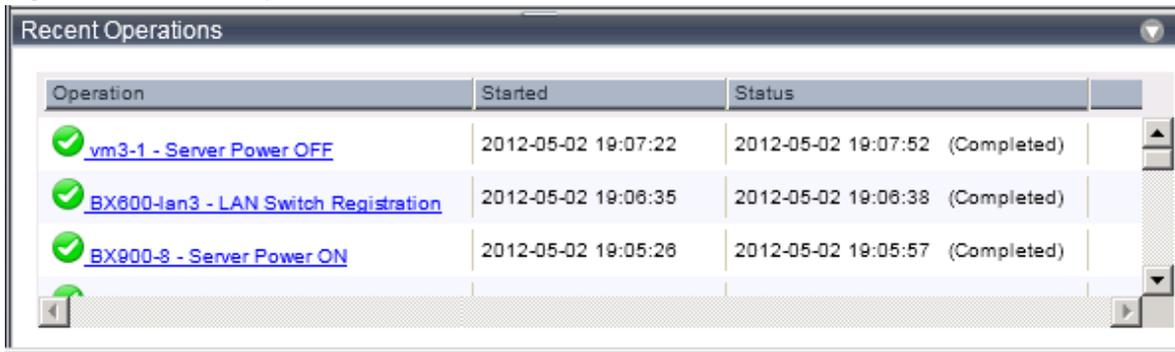 Recent Operations
Operation Started Status
vm3-1 - Server Power OFF 2012-05-02 19:07:22 2012-05-02 19:07:52 (Completed)
BX600-lan3 - LAN Switch Registration 2012-05-02 19:06:35 2012-05-02 19:06:38 (Completed)
BX900-8 - Server Power ON 2012-05-02 19:05:26 2012-05-02 19:05:57 (Completed)